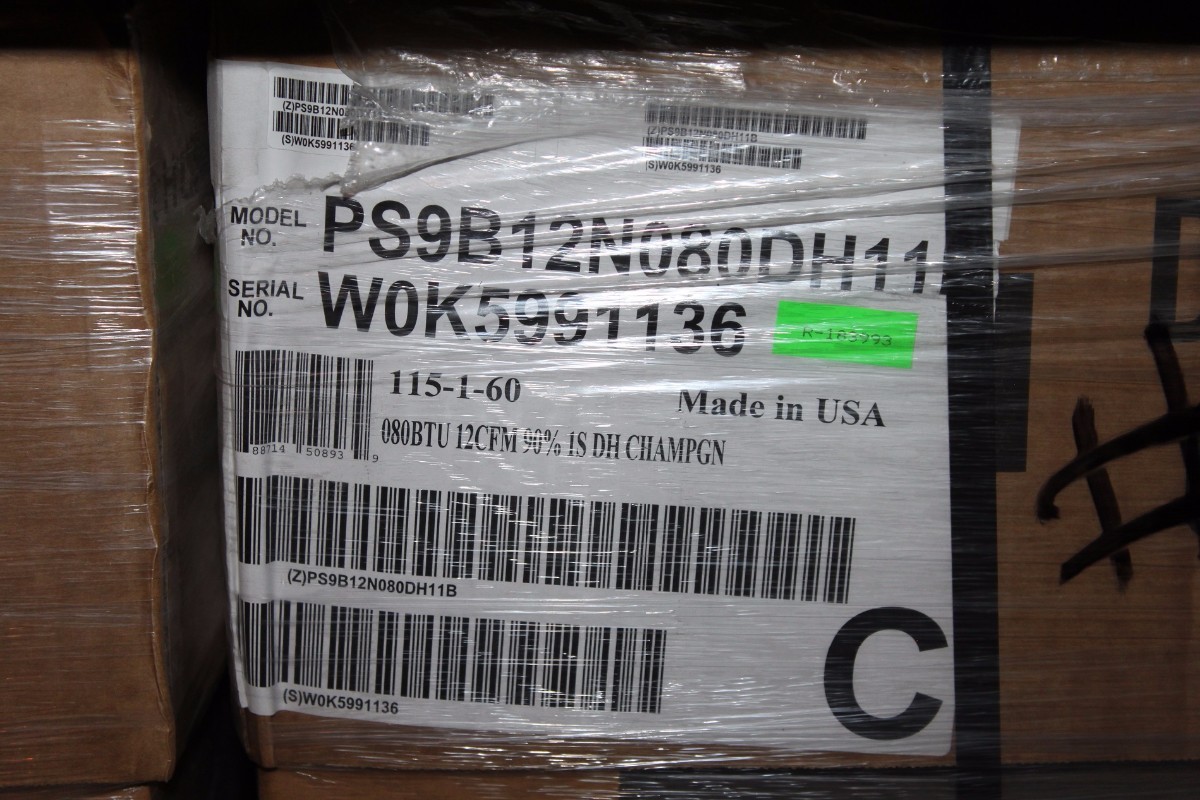 (Z)PS9B12N0
(S)W0K5991136
(Z)PS9B12N080DH11B
(S)W0K5991136
MODEL NO. PS9B12N080DH11
SERIAL NO. W0K5991136
115-1-60
Made in USA
080BTU 12CFM 90% 1S DH CHAMPGN
88714 50893 9
(Z)PS9B12N080DH11B
(S)W0K5991136
C